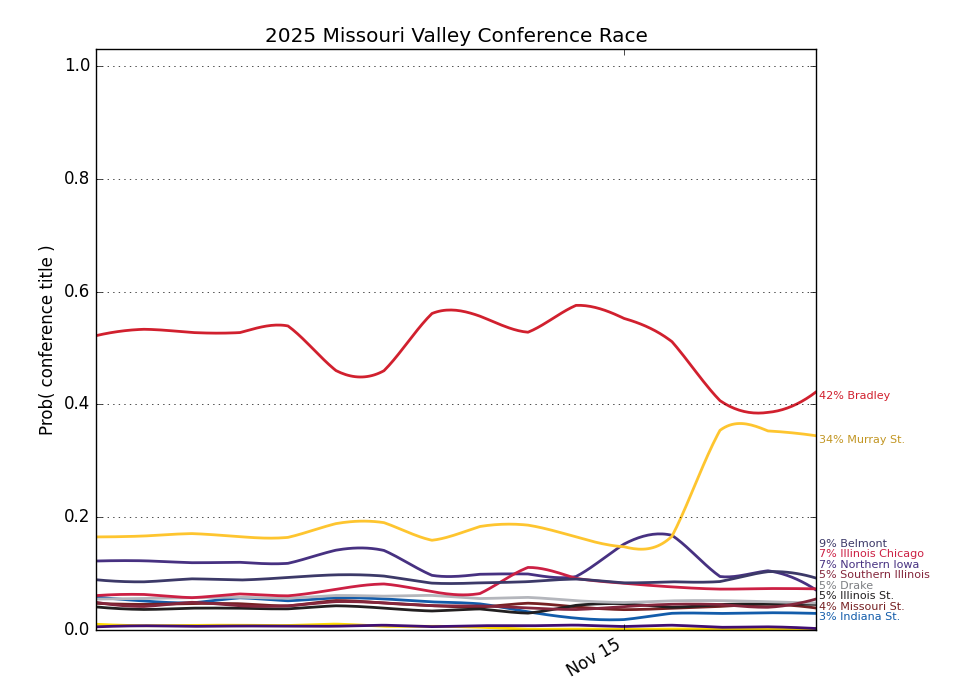 2025 Missouri Valley Conference Race
1.0
0.8
0.6
0.4
0.2
0.0
Prob( conference title )
42% Bradley
34% Murray St.
9% Belmont
7% Illinois Chicago
7% Northern Iowa
5% Southern Illinois
5% Drake
5% Illinois St.
4% Missouri St.
3% Indiana St.
Nov 15